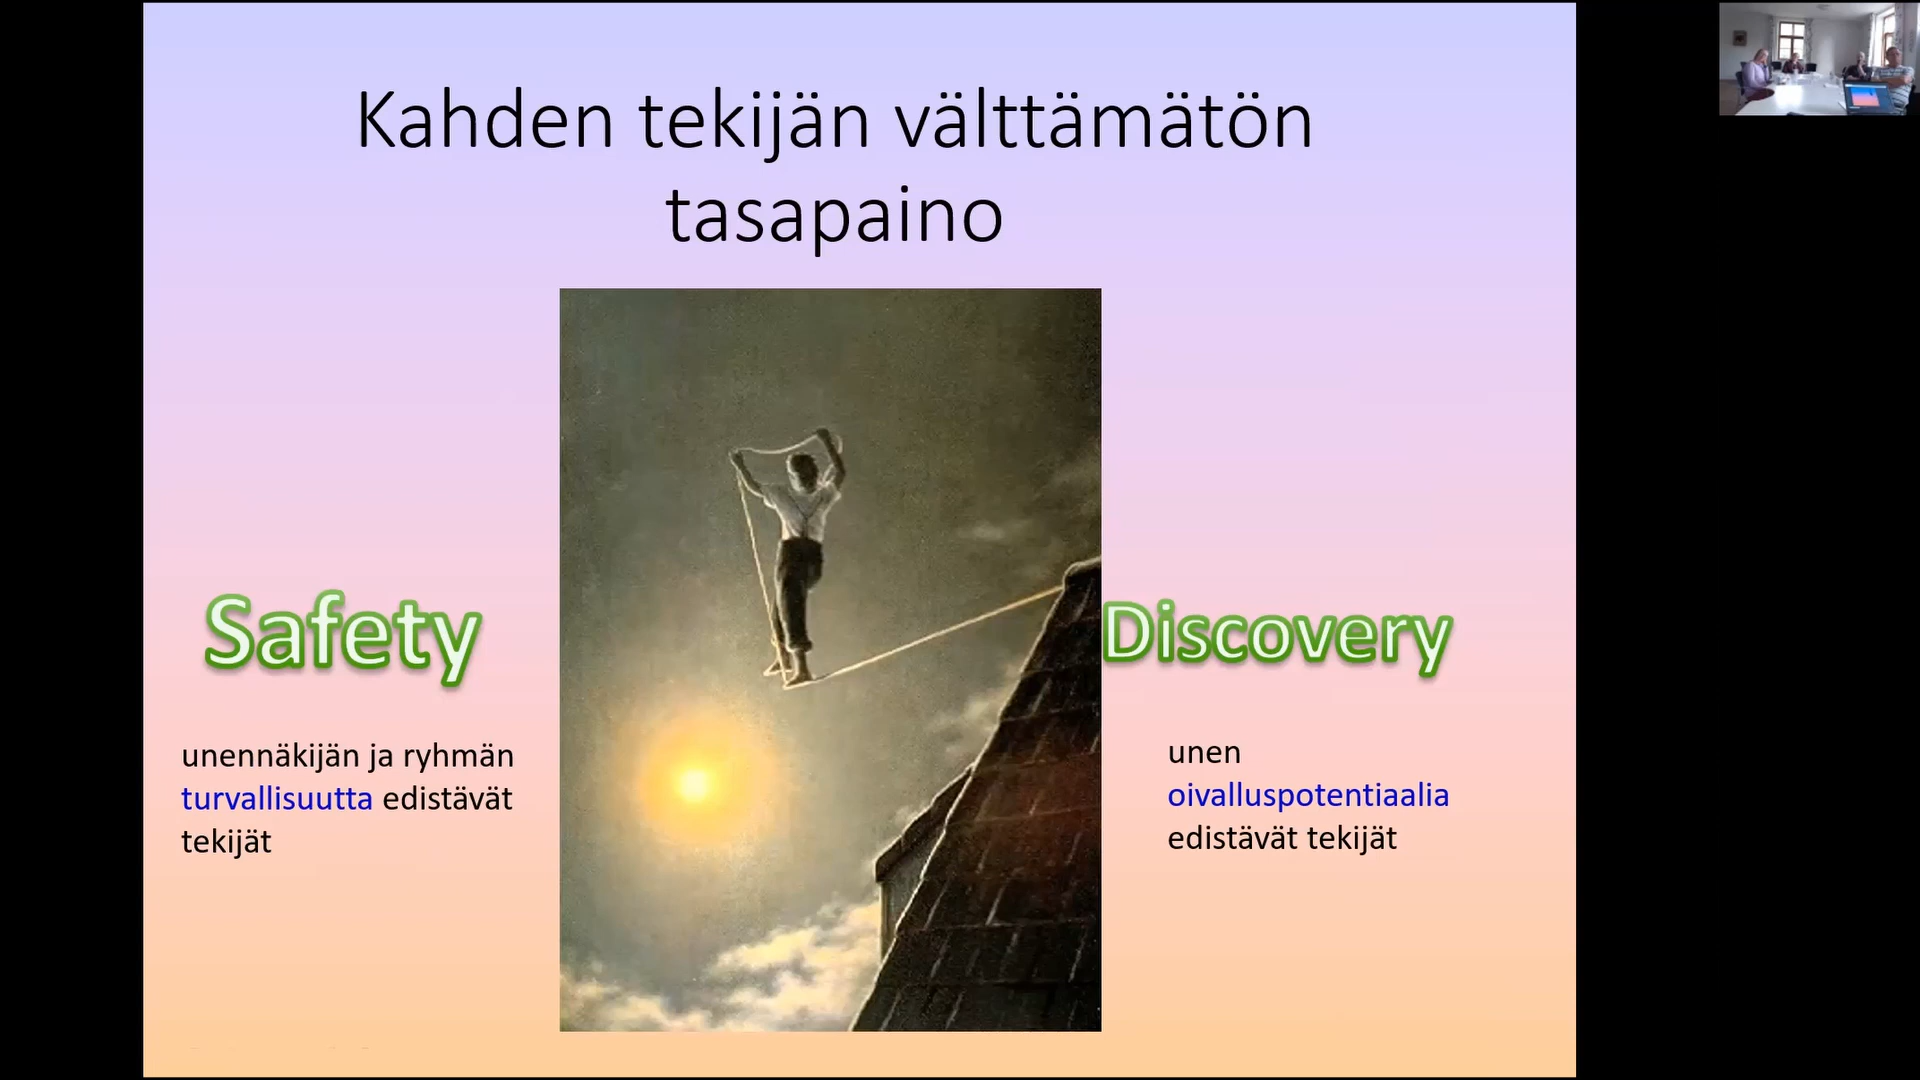 Kahden tekijän välttämätön
tasapaino
Safety
Discovery
unennäkijän ja ryhmän
turvallisuutta edistävät
tekijät
unen
oivalluspotentiaalia
edistävät tekijät